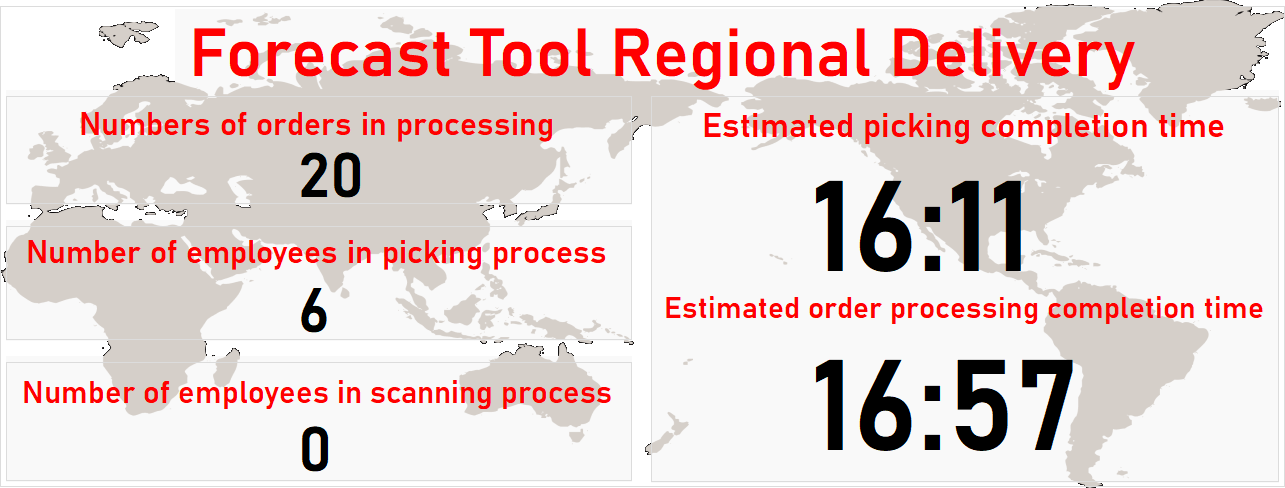 Forecast Tool Regional Delivery
Numbers of orders in processing
20
Number of employees in picking process
6
Number of employees in scanning process
0
Estimated picking completion time
16:11
Estimated order processing completion time
16:57